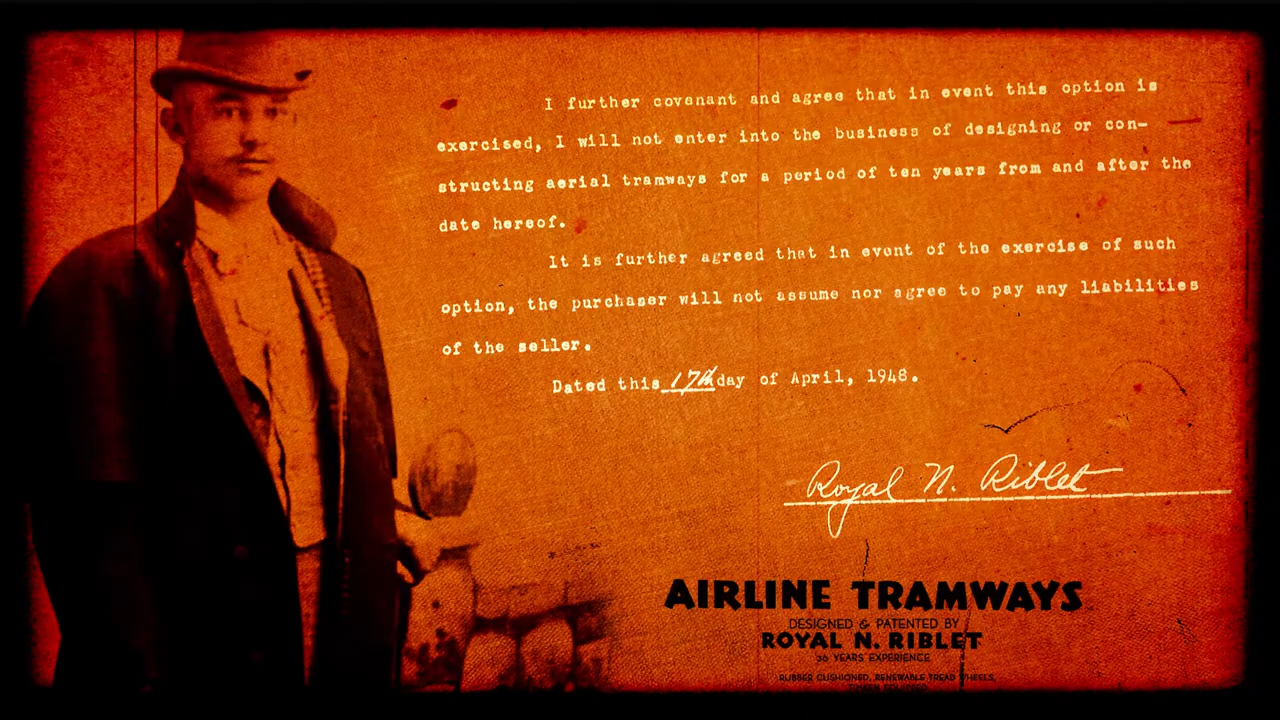 I further covenant and agree that in event this option is
exercised, I will not enter into the business of designing or con-
structing aerial tramways for a period of ten years from and after the
date hereof.
It is further agreed that in event of the exercise of such
option, the purchaser will not assume nor agree to pay any liabilities
of the seller.
Dated this 17th day of April, 1948.
Royal N. Riblet
AIRLINE TRAMWAYS
DESIGNED & PATENTED BY
ROYAL N. RIBLET
36 YEARS EXPERIENCE
RUBBER CUSHIONED, RENEWABLE TREAD WHEELS,